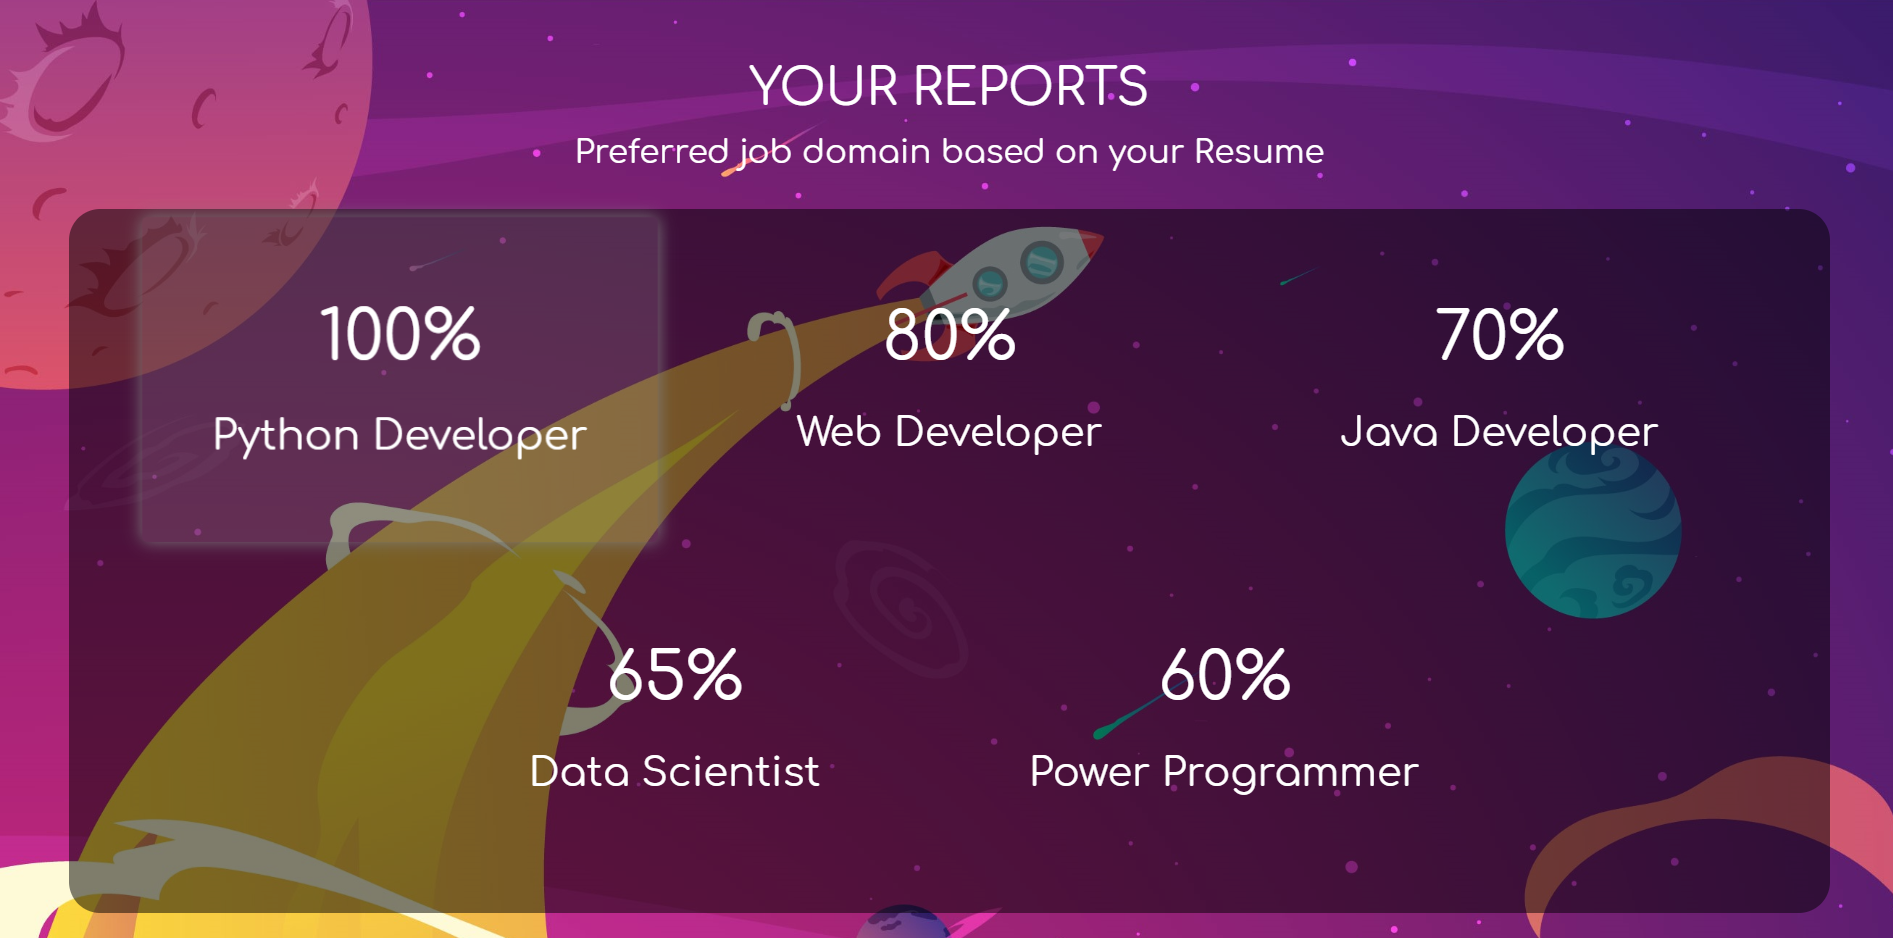 YOUR REPORTS
Preferred job domain based on your Resume
100%
Python Developer
80%
Web Developer
70%
Java Developer
65%
Data Scientist
60%
Power Programmer